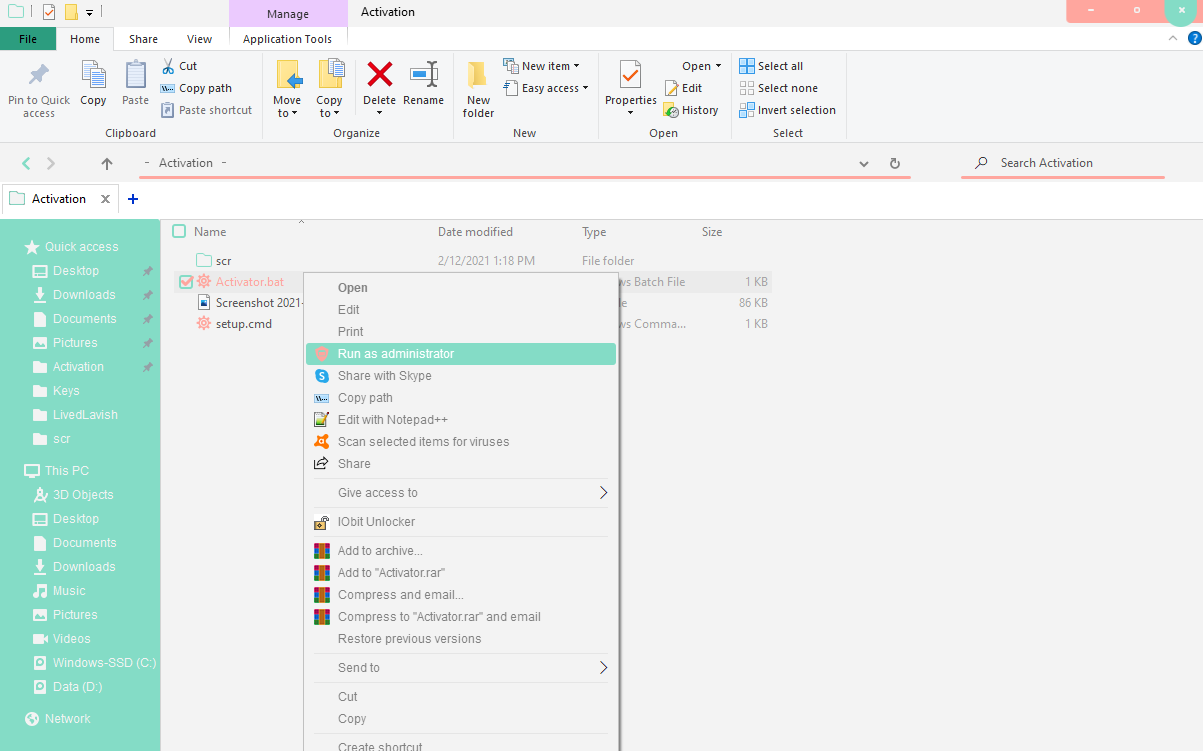 Manage
Activation
File
Home
Share
View
Application Tools
Pin to Quick access
Copy
Paste
Cut
Copy path
Paste shortcut
Clipboard
Move to
Copy to
Delete
Rename
Organize
New folder
New item
Easy access
New
Properties
Open
Edit
History
Open
Select all
Select none
Invert selection
Select
Activation
Search Activation
Activation
Quick access
Desktop
Downloads
Documents
Pictures
Activation
Keys
LivedLavish
scr
This PC
3D Objects
Desktop
Documents
Downloads
Music
Pictures
Videos
Windows-SSD (C:)
Data (D:)
Network
Name Date modified Type Size
scr 2/12/2021 1:18 PM File folder
Activator.bat ws Batch File 1 KB
Screenshot 2021- le 86 KB
setup.cmd ws Comma... 1 KB
Open
Edit
Print
Run as administrator
Share with Skype
Copy path
Edit with Notepad++
Scan selected items for viruses
Share
Give access to
IObit Unlocker
Add to archive...
Add to "Activator.rar"
Compress and email...
Compress to "Activator.rar" and email
Restore previous versions
Send to
Cut
Copy
Create shortcut